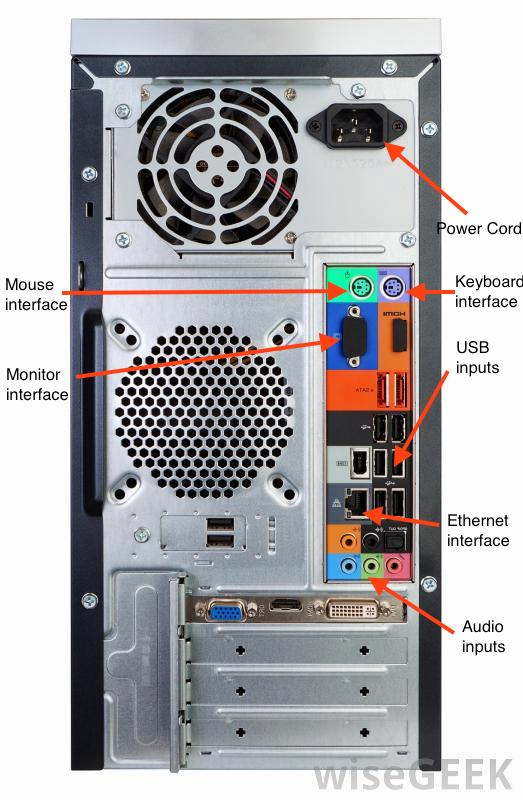 Power Cord
Mouse
interface
Keyboard
interface
USB
inputs
Monitor
interface
Ethernet
interface
Audio
inputs
wiseGEEK